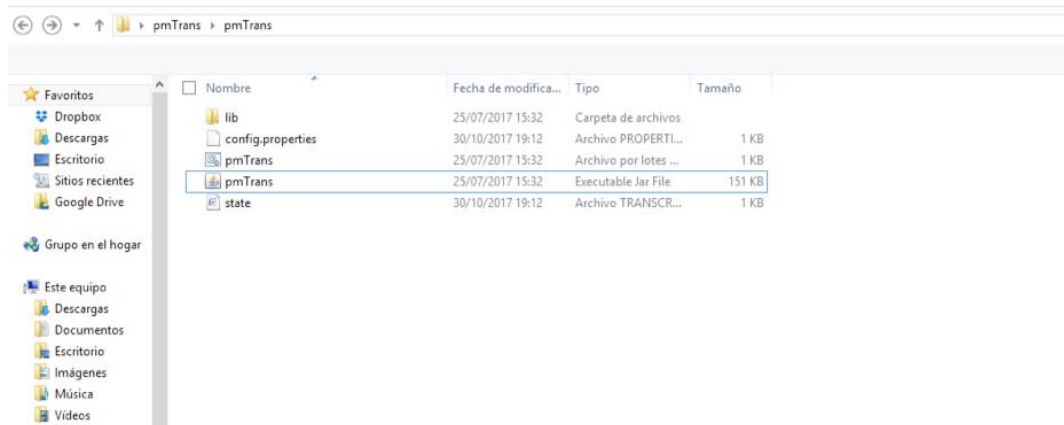 pmTrans pmTrans
Nombre Fecha de modifica... Tipo Tamaño
lib 25/07/2017 15:32 Carpeta de archivos
config.properties 30/10/2017 19:12 Archivo PROPERTI... 1 KB
pmTrans 25/07/2017 15:32 Archivo por lotes ... 1 KB
pmTrans 25/07/2017 15:32 Executable Jar File 151 KB
state 30/10/2017 19:12 Archivo TRANSCR... 1 KB
Favoritos
Dropbox
Descargas
Escritorio
Sitios recientes
Google Drive
Grupo en el hogar
Este equipo
Descargas
Documentos
Escritorio
Imágenes
Música
Vídeos